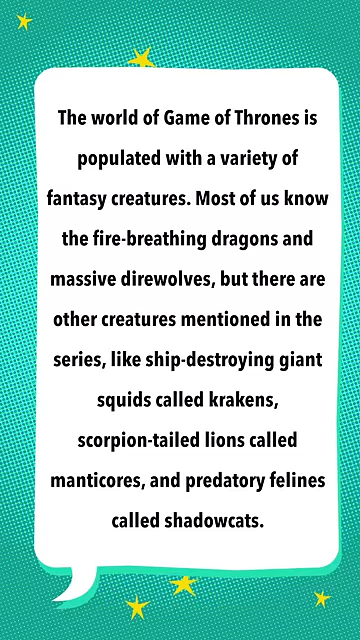 The world of Game of Thrones is
populated with a variety of
fantasy creatures. Most of us know
the fire-breathing dragons and
massive direwolves, but there are
other creatures mentioned in the
series, like ship-destroying giant
squids called krakens,
scorpion-tailed lions called
manticores, and predatory felines
called shadowcats.